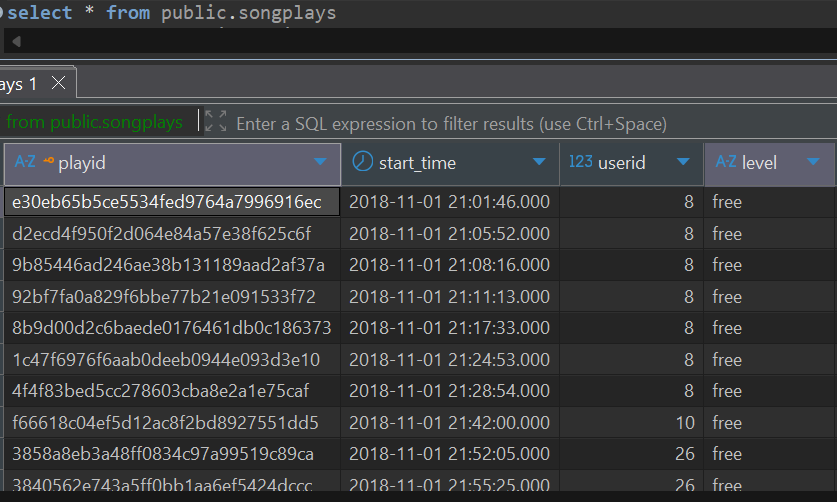 select * from public.songplays
ays 1
from public.songplays Enter a SQL expression to filter results (use Ctrl+Space)
A-Z playid start_time 123 userid A-Z level
e30eb65b5ce5534fed9764a7996916ec 2018-11-01 21:01:46.000 8 free
d2ecd4f950f2d064e84a57e38f625c6f 2018-11-01 21:05:52.000 8 free
9b85446ad246ae38b131189aad2af37a 2018-11-01 21:08:16.000 8 free
92bf7fa0a829f6bbe77b21e091533f72 2018-11-01 21:11:13.000 8 free
8b9d00d2c6baede0176461db0c186373 2018-11-01 21:17:33.000 8 free
1c47f6976f6aab0deeb0944e093d3e10 2018-11-01 21:24:53.000 8 free
4f4f83bed5cc278603cba8e2a1e75caf 2018-11-01 21:28:54.000 8 free
f66618c04ef5d12ac8f2bd8927551dd5 2018-11-01 21:42:00.000 10 free
3858a8eb3a48ff0834c97a99519c89ca 2018-11-01 21:52:05.000 26 free
3840562e743a5ff0bb1aa6ef5424dccc 2018-11-01 21:55:25.000 26 free